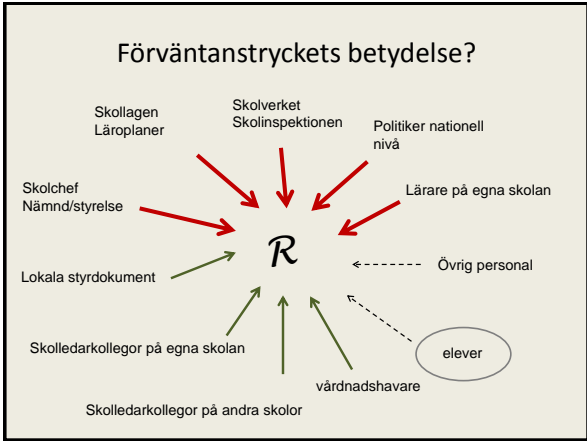 Förväntanstryckets betydelse?
Skollagen
Läroplaner
Skolverket
Skolinspektionen
Politiker nationell
nivå
Skolchef
Nämnd/styrelse
Lärare på egna skolan
R
Lokala styrdokument
Övrig personal
Skolledarkollegor på egna skolan
elever
vårdnadshavare
Skolledarkollegor på andra skolor